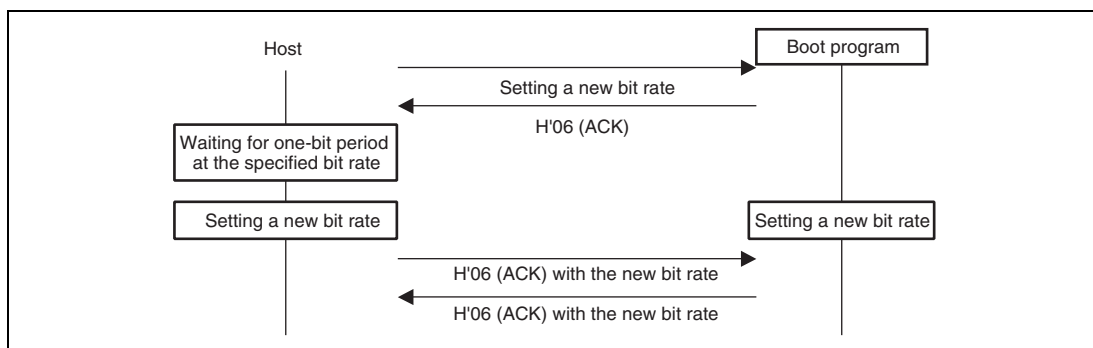 Host
Boot program
Setting a new bit rate
H'06 (ACK)
Waiting for one-bit period
at the specified bit rate
Setting a new bit rate
Setting a new bit rate
H'06 (ACK) with the new bit rate
H'06 (ACK) with the new bit rate